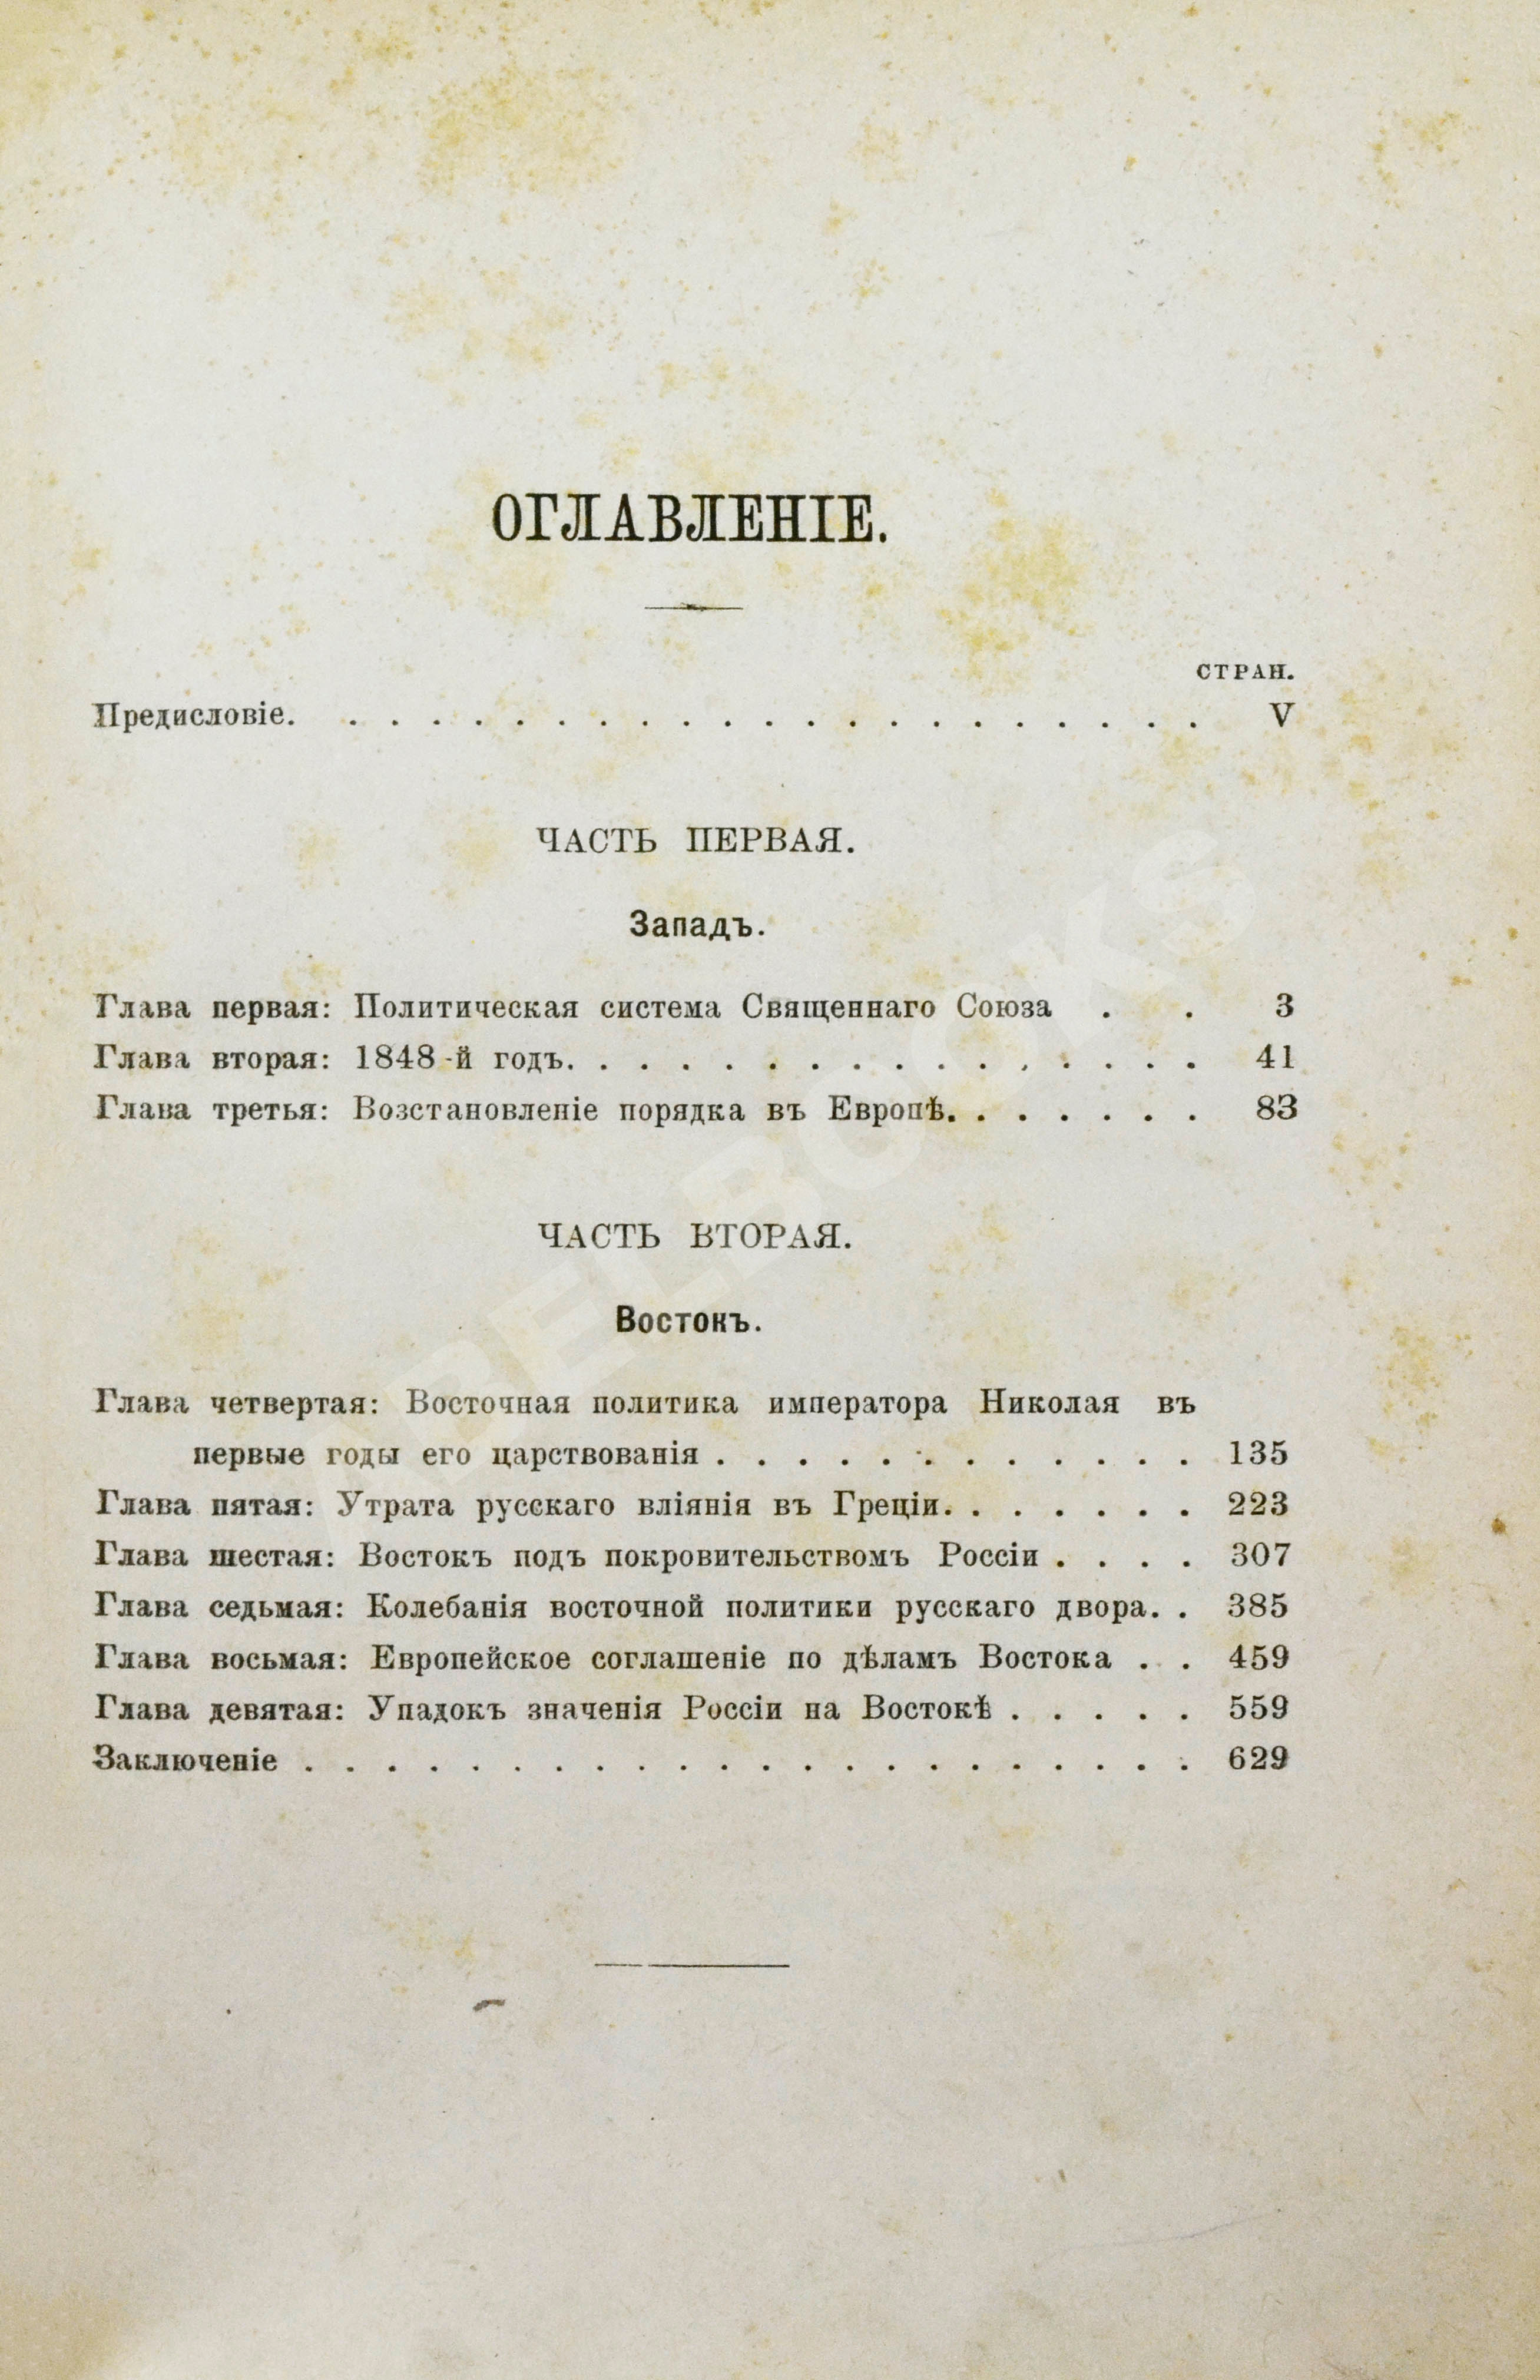 ОГЛАВЛЕНІЕ.
СТРАН.
Предисловіе. . . . . . . . . . . . . . . . . . . . . . V
ЧАСТЬ ПЕРВАЯ.
Западъ.
Глава первая: Политическая система Священнаго Союза . . 3
Глава вторая: 1848-й годъ. . . . . . . . . . . . . . . . 41
Глава третья: Возстановленіе порядка въ Европѣ. . . . . . . 83
ЧАСТЬ ВТОРАЯ.
Востокъ.
Глава четвертая: Восточная политика императора Николая въ
первые годы его царствованія . . . . . . . . . . . . 135
Глава пятая: Утрата русскаго вліянія въ Греціи. . . . . . . 223
Глава шестая: Востокъ подъ покровительствомъ Россіи . . . . 307
Глава седьмая: Колебанія восточной политики русскаго двора. . 385
Глава восьмая: Европейское соглашеніе по дѣламъ Востока . . 459
Глава девятая: Упадокъ значенія Россіи на Востокѣ . . . . . 559
Заключеніе . . . . . . . . . . . . . . . . . . . . . . 629